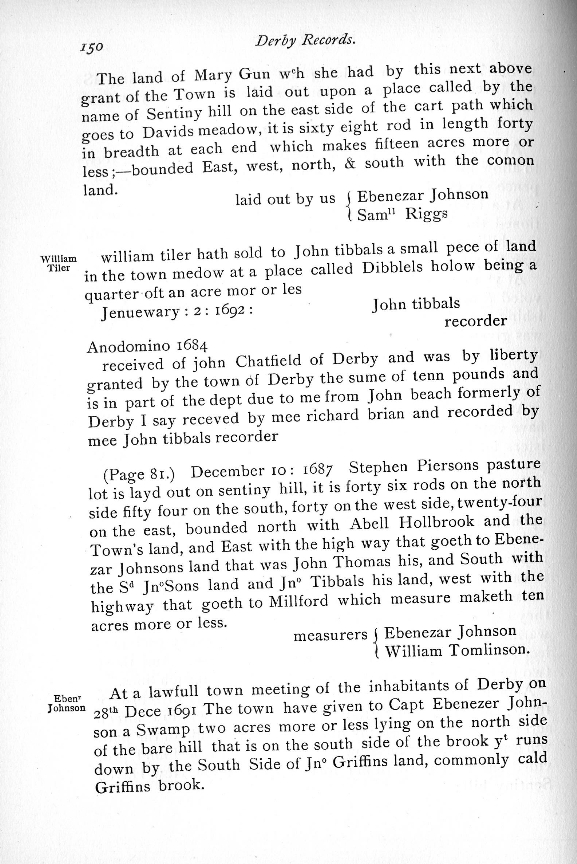 150
Derby Records.
The land of Mary Gun wᶜh she had by this next above
grant of the Town is laid out upon a place called by the
name of Sentiny hill on the east side of the cart path which
goes to Davids meadow, it is sixty eight rod in length forty
in breadth at each end which makes fifteen acres more or
less;—bounded East, west, north, & south with the comon
land.
laid out by us { Ebenezar Johnson
{ Samˡˡ Riggs
William
Tiler
william tiler hath sold to John tibbals a small pece of land
in the town medow at a place called Dibblels holow being a
quarter oft an acre mor or les
Jenuewary : 2 : 1692 :
John tibbals
recorder
Anodomino 1684
received of john Chatfield of Derby and was by liberty
granted by the town of Derby the sume of tenn pounds and
is in part of the dept due to me from John beach formerly of
Derby I say receved by mee richard brian and recorded by
mee John tibbals recorder
(Page 81.) December 10 : 1687 Stephen Piersons pasture
lot is layd out on sentiny hill, it is forty six rods on the north
side fifty four on the south, forty on the west side, twenty-four
on the east, bounded north with Abell Hollbrook and the
Town's land, and East with the high way that goeth to Ebene-
zar Johnsons land that was John Thomas his, and South with
the Sᵈ JnᵒSons land and Jnᵒ Tibbals his land, west with the
highway that goeth to Millford which measure maketh ten
acres more or less.
measurers { Ebenezar Johnson
{ William Tomlinson.
Ebenʳ
Johnson
At a lawfull town meeting of the inhabitants of Derby on
28ᵗʰ Dece 1691 The town have given to Capt Ebenezer John-
son a Swamp two acres more or less lying on the north side
of the bare hill that is on the south side of the brook yᵗ runs
down by the South Side of Jnᵒ Griffins land, commonly cald
Griffins brook.